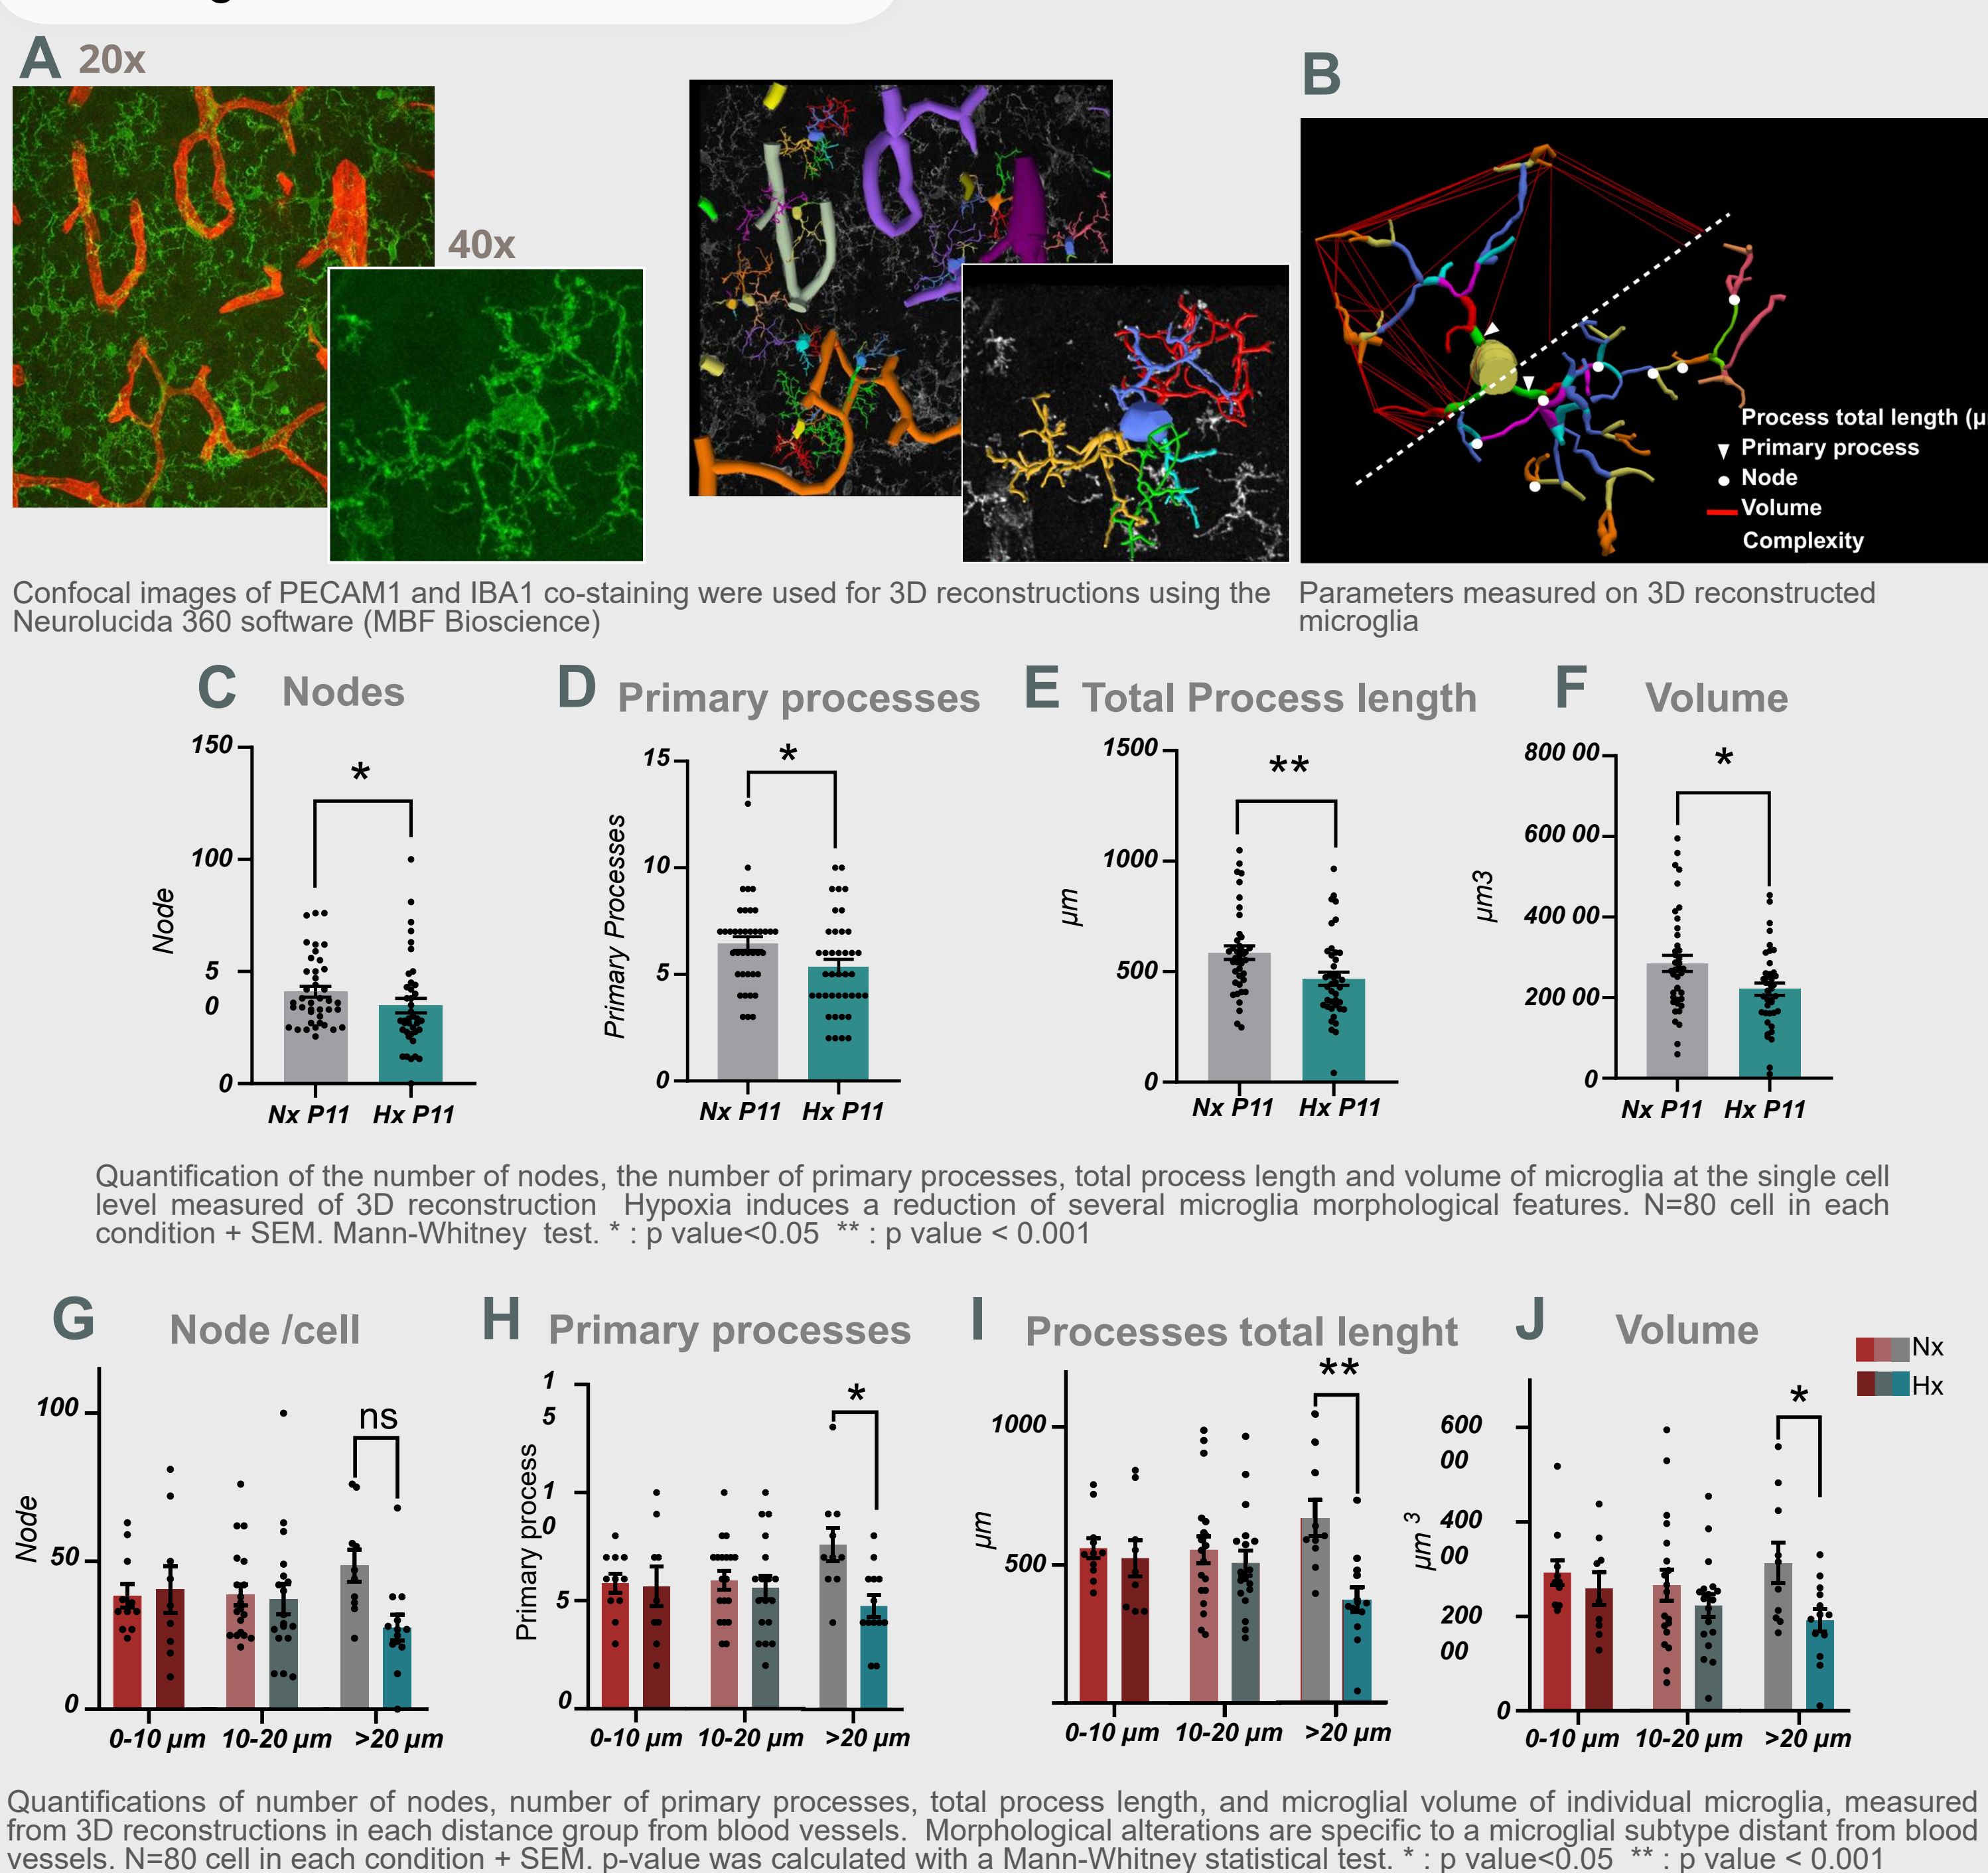 A 20x
40x
B
Process total length (µ
Primary process
Node
Volume
Complexity
Confocal images of PECAM1 and IBA1 co-staining were used for 3D reconstructions using the
Neurolucida 360 software (MBF Bioscience)
Parameters measured on 3D reconstructed
microglia
C Nodes
150
100
5
0
0
Node
*
Nx P11 Hx P11
D Primary processes
15
10
5
0
Primary Processes
*
Nx P11 Hx P11
E Total Process length
1500
1000
500
0
µm
**
Nx P11 Hx P11
F Volume
800 00
600 00
400 00
200 00
0
µm3
*
Nx P11 Hx P11
Quantification of the number of nodes, the number of primary processes, total process length and volume of microglia at the single cell
level measured of 3D reconstruction Hypoxia induces a reduction of several microglia morphological features. N=80 cell in each
condition + SEM. Mann-Whitney test. * : p value<0.05 ** : p value < 0.001
G Node /cell
100
50
0
Node
ns
0-10 µm 10-20 µm >20 µm
H Primary processes
1
5
1
0
5
0
Primary process
*
0-10 µm 10-20 µm >20 µm
I Processes total lenght
1000
500
µm
**
0-10 µm 10-20 µm >20 µm
J Volume
600
00
400
00
200
00
0
µm 3
*
0-10 µm 10-20 µm >20 µm
Nx
Hx
Quantifications of number of nodes, number of primary processes, total process length, and microglial volume of individual microglia, measured
from 3D reconstructions in each distance group from blood vessels. Morphological alterations are specific to a microglial subtype distant from blood
vessels. N=80 cell in each condition + SEM. p-value was calculated with a Mann-Whitney statistical test. * : p value<0.05 ** : p value < 0.001